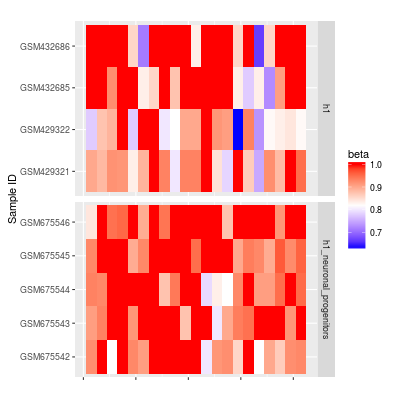 Sample ID
GSM432686
GSM432685
GSM429322
GSM429321
h1
GSM675546
GSM675545
GSM675544
GSM675543
GSM675542
h1_neuronal_progenitors
beta
1.0
0.9
0.8
0.7